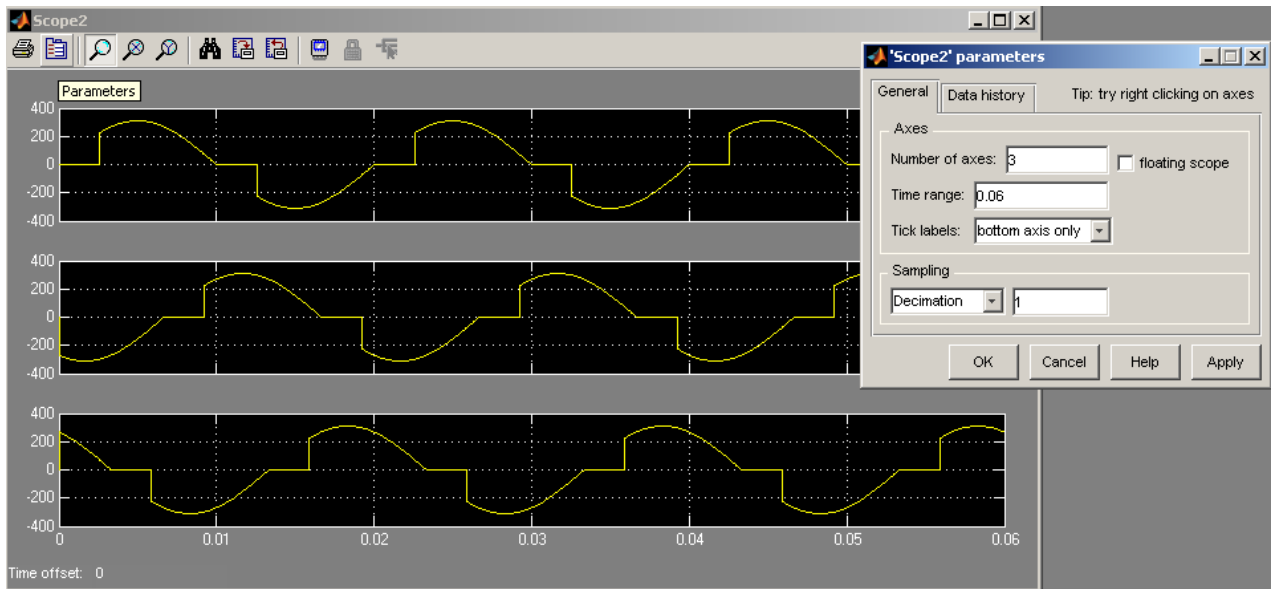 Scope2
Parameters
400
200
0
-200
-400
400
200
0
-200
-400
400
200
0
-200
-400
0 0.01 0.02 0.03 0.04 0.05 0.06
Time offset: 0
'Scope2' parameters
General Data history Tip: try right clicking on axes
Axes
Number of axes: 3 floating scope
Time range: 0.06
Tick labels: bottom axis only
Sampling
Decimation 1
OK Cancel Help Apply